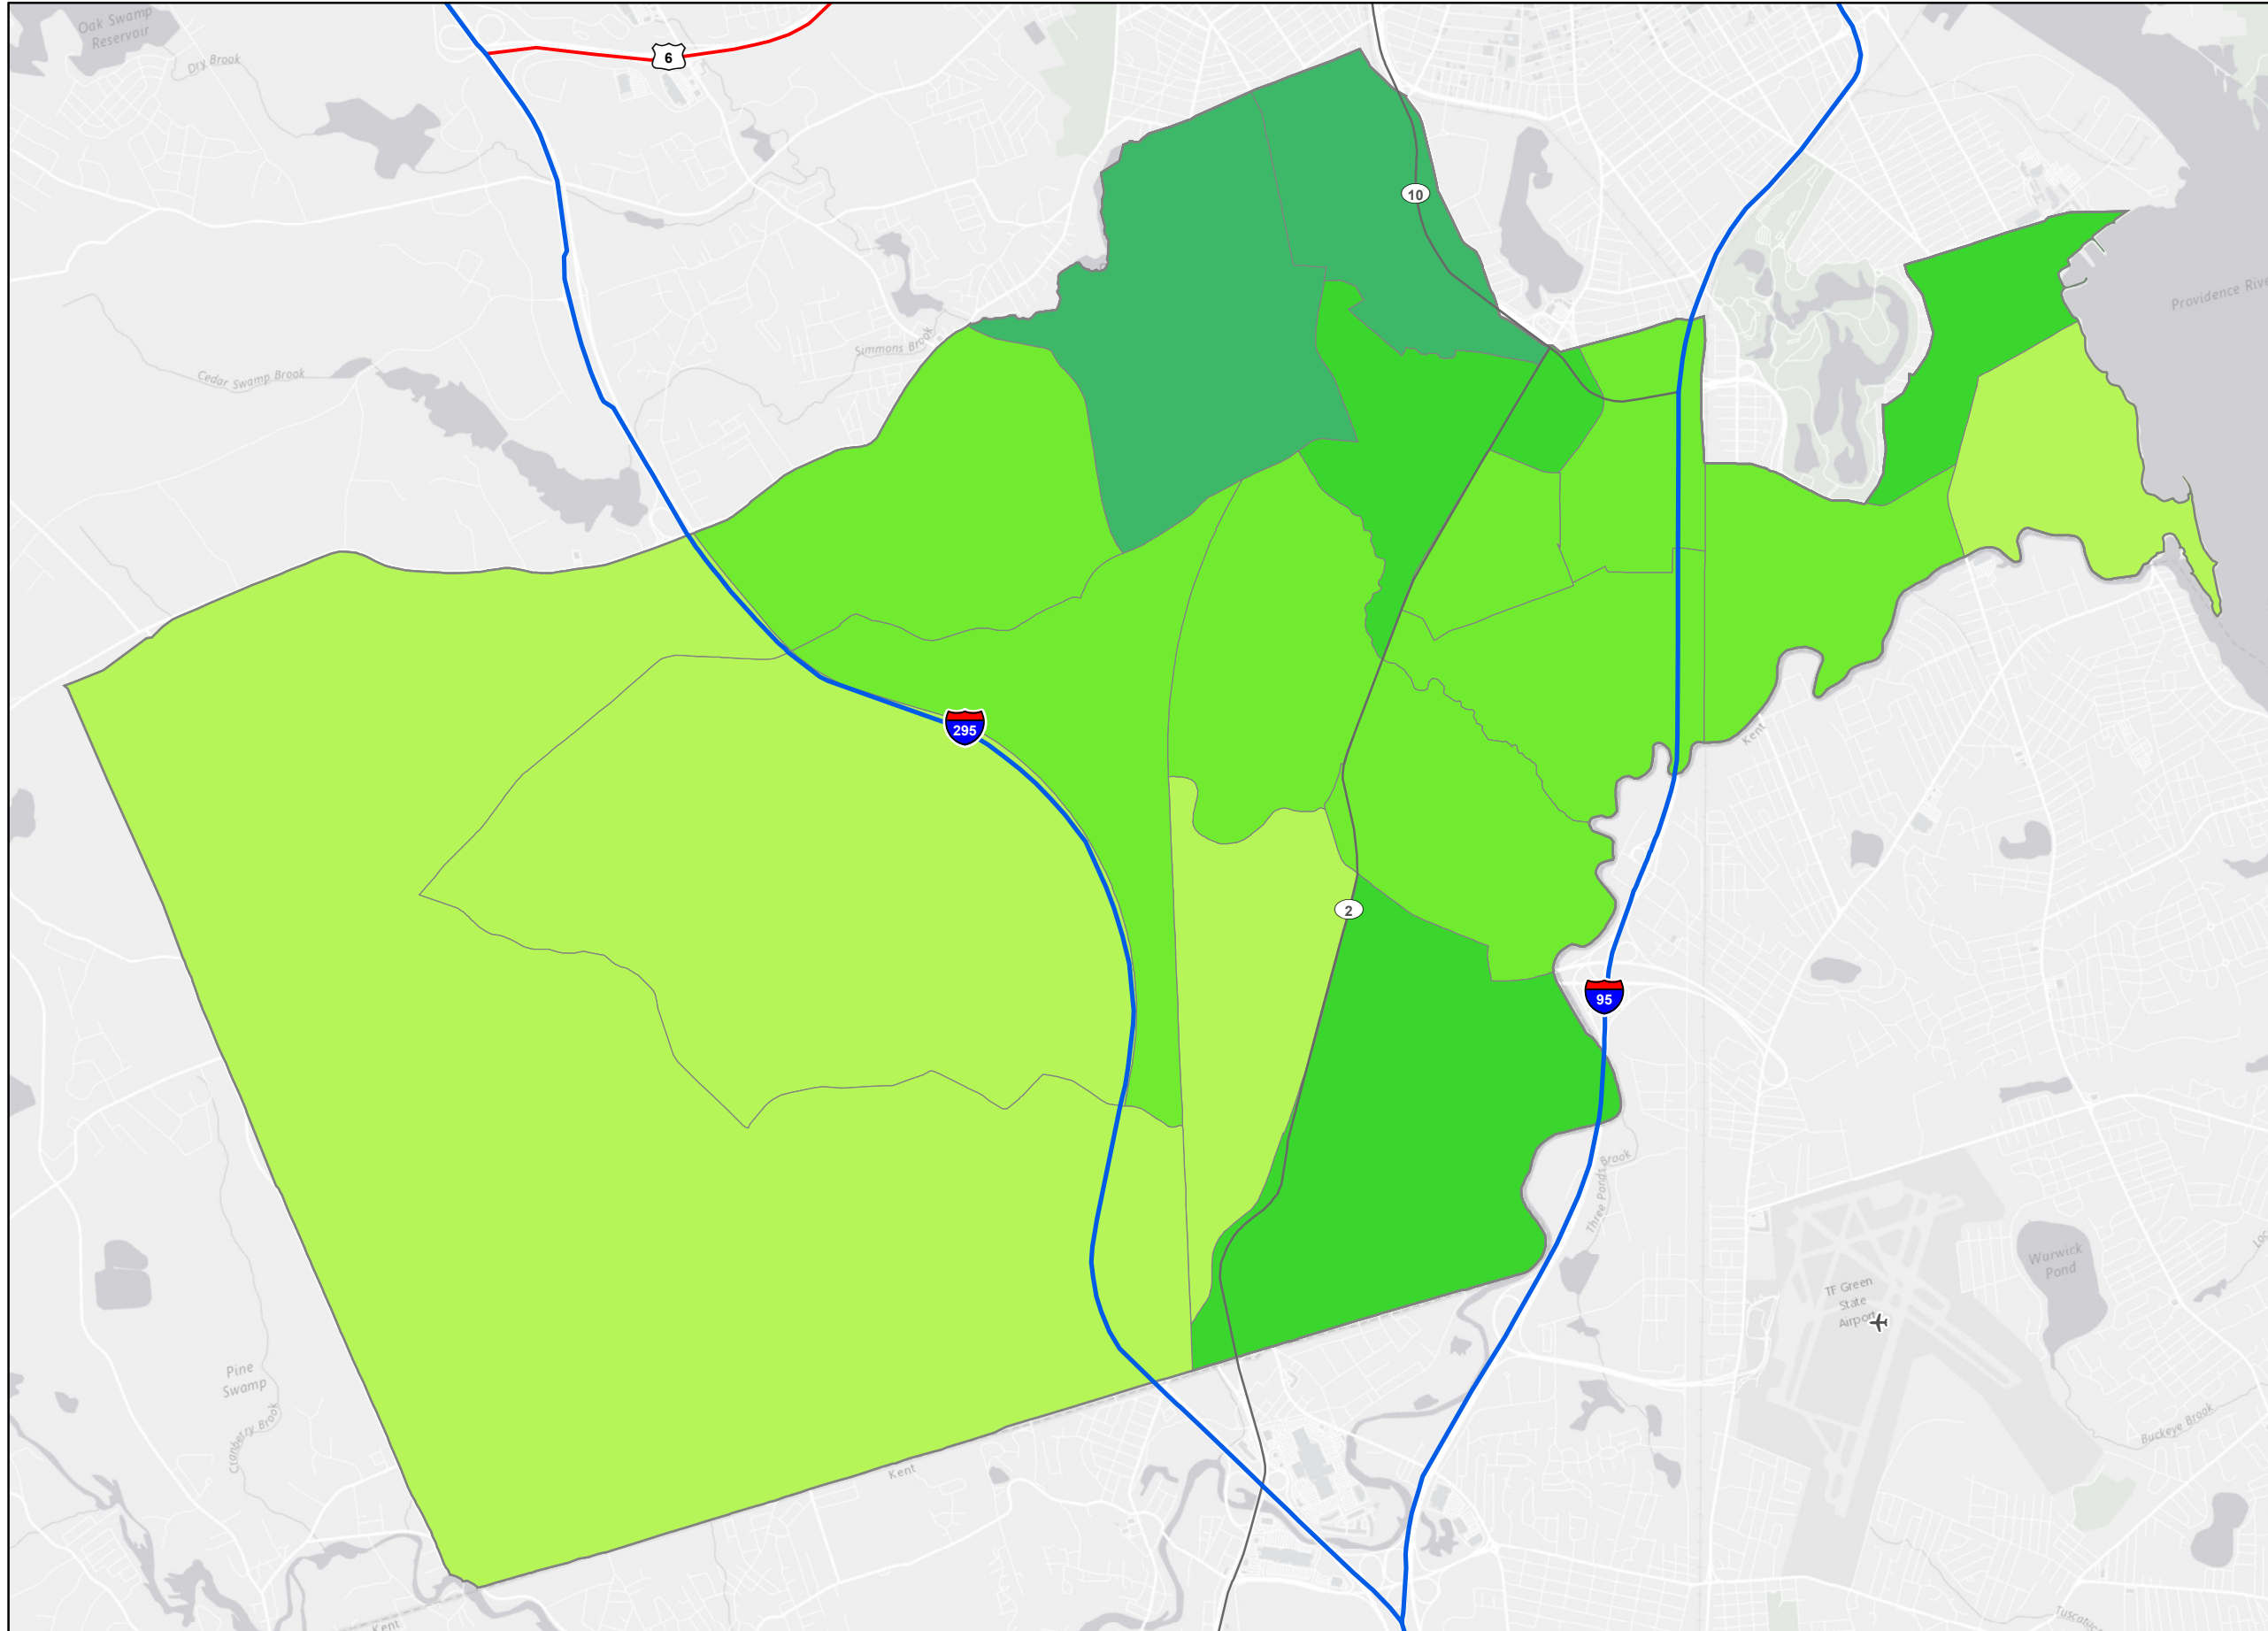 Oak Swamp
Reservoir
Dry Brook
6
10
Providence Rive
Simmons Brook
Cedar Swamp Brook
295
Kent
2
95
Three Ponds
Brook
Warwick
Pond
TF Green
State
Airport
Pine
Swamp
Cranberry Brook
Buckeye Brook
Kent
Kent